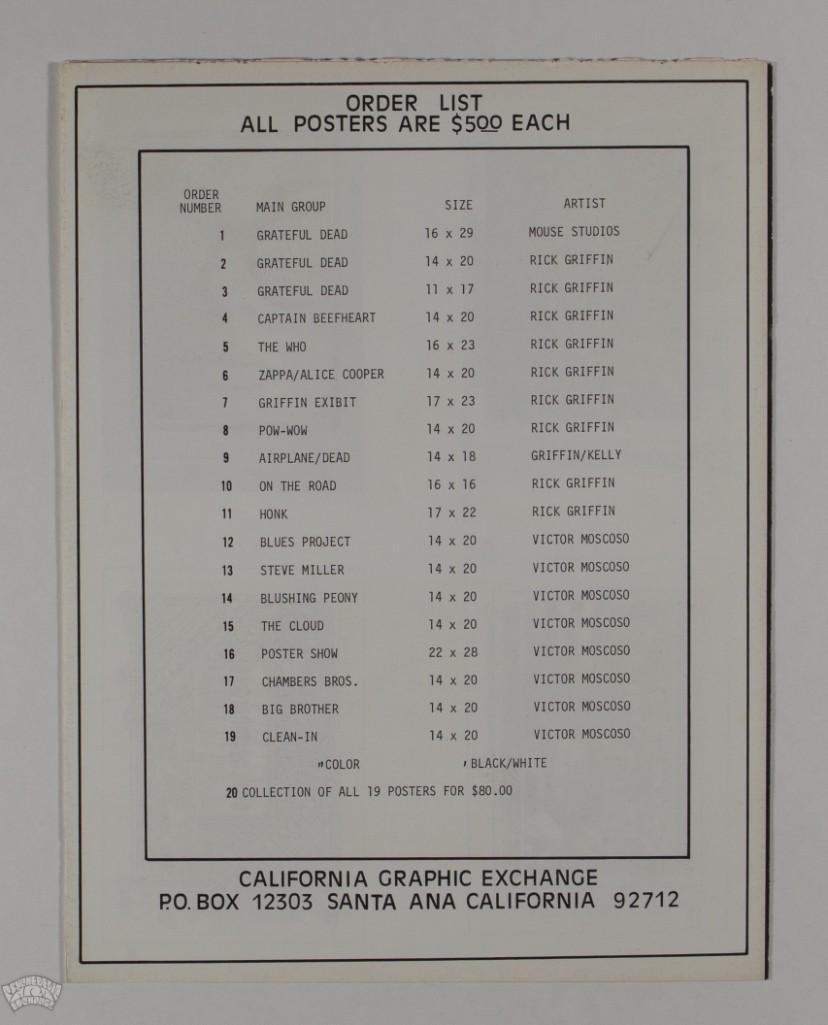 ORDER LIST
ALL POSTERS ARE $500 EACH
ORDER NUMBER MAIN GROUP SIZE ARTIST
1 GRATEFUL DEAD 16 x 29 MOUSE STUDIOS
2 GRATEFUL DEAD 14 x 20 RICK GRIFFIN
3 GRATEFUL DEAD 11 x 17 RICK GRIFFIN
4 CAPTAIN BEEFHEART 14 x 20 RICK GRIFFIN
5 THE WHO 16 x 23 RICK GRIFFIN
6 ZAPPA/ALICE COOPER 14 x 20 RICK GRIFFIN
7 GRIFFIN EXIBIT 17 x 23 RICK GRIFFIN
8 POW-WOW 14 x 20 RICK GRIFFIN
9 AIRPLANE/DEAD 14 x 18 GRIFFIN/KELLY
10 ON THE ROAD 16 x 16 RICK GRIFFIN
11 HONK 17 x 22 RICK GRIFFIN
12 BLUES PROJECT 14 x 20 VICTOR MOSCOSO
13 STEVE MILLER 14 x 20 VICTOR MOSCOSO
14 BLUSHING PEONY 14 x 20 VICTOR MOSCOSO
15 THE CLOUD 14 x 20 VICTOR MOSCOSO
16 POSTER SHOW 22 x 28 VICTOR MOSCOSO
17 CHAMBERS BROS. 14 x 20 VICTOR MOSCOSO
18 BIG BROTHER 14 x 20 VICTOR MOSCOSO
19 CLEAN-IN 14 x 20 VICTOR MOSCOSO
"COLOR ' BLACK/WHITE
20 COLLECTION OF ALL 19 POSTERS FOR $80.00
CALIFORNIA GRAPHIC EXCHANGE
P.O. BOX 12303 SANTA ANA CALIFORNIA 92712